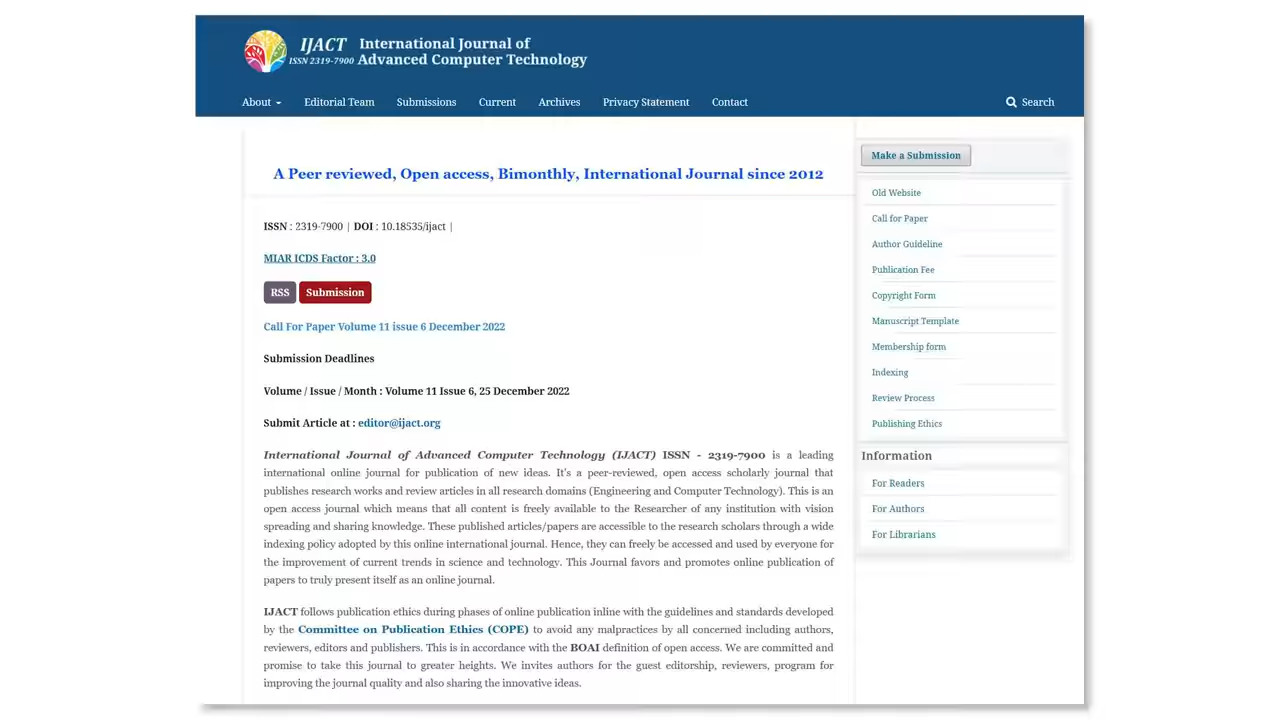 IJACT International Journal of
ISSN 2319-7900 Advanced Computer Technology
About Editorial Team Submissions Current Archives Privacy Statement Contact Search
A Peer reviewed, Open access, Bimonthly, International Journal since 2012
ISSN : 2319-7900 | DOI : 10.18535/ijact |
MIAR ICDS Factor : 3.0
RSS Submission
Call For Paper Volume 11 issue 6 December 2022
Submission Deadlines
Volume / Issue / Month : Volume 11 Issue 6, 25 December 2022
Submit Article at : editor@ijact.org
International Journal of Advanced Computer Technology (IJACT) ISSN - 2319-7900 is a leading
international online journal for publication of new ideas. It's a peer-reviewed, open access scholarly journal that
publishes research works and review articles in all research domains (Engineering and Computer Technology). This is an
open access journal which means that all content is freely available to the Researcher of any institution with vision
spreading and sharing knowledge. These published articles/papers are accessible to the research scholars through a wide
indexing policy adopted by this online international journal. Hence, they can freely be accessed and used by everyone for
the improvement of current trends in science and technology. This Journal favors and promotes online publication of
papers to truly present itself as an online journal.
IJACT follows publication ethics during phases of online publication inline with the guidelines and standards developed
by the Committee on Publication Ethics (COPE) to avoid any malpractices by all concerned including authors,
reviewers, editors and publishers. This is in accordance with the BOAI definition of open access. We are committed and
promise to take this journal to greater heights. We invites authors for the guest editorship, reviewers, program for
improving the journal quality and also sharing the innovative ideas.
Make a Submission
Old Website
Call for Paper
Author Guideline
Publication Fee
Copyright Form
Manuscript Template
Membership form
Indexing
Review Process
Publishing Ethics
Information
For Readers
For Authors
For Librarians